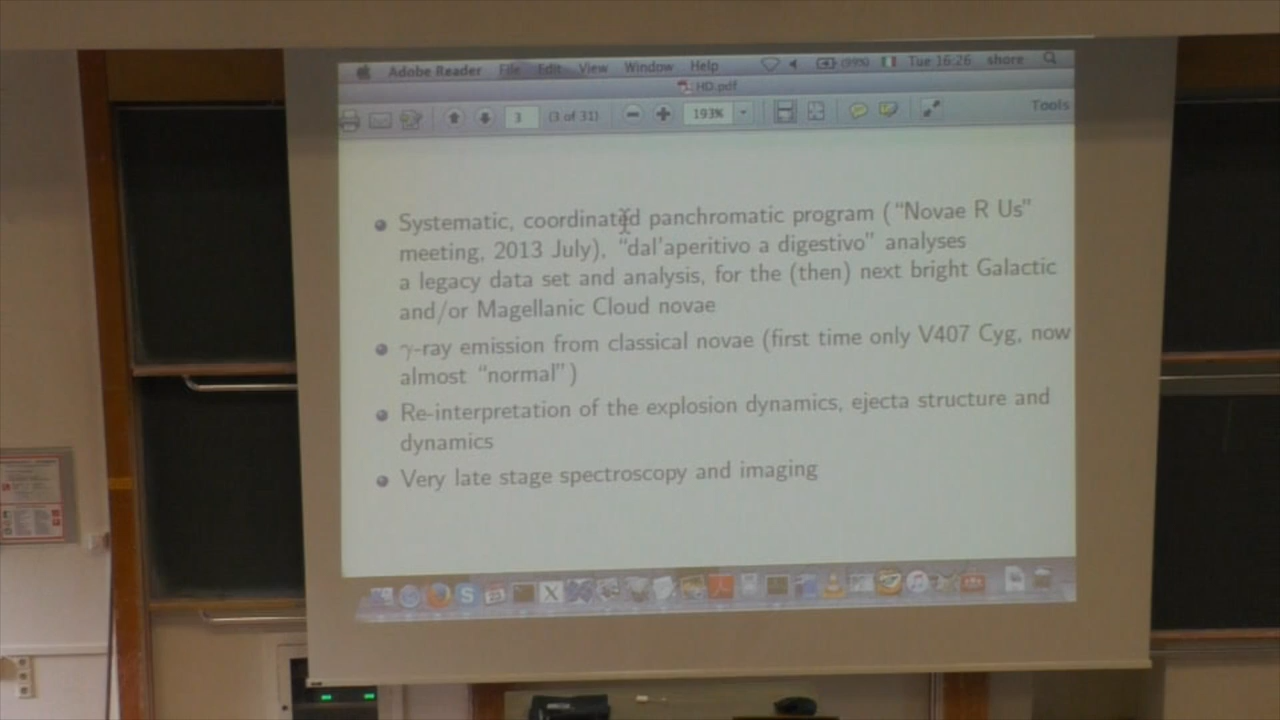 Adobe Reader File Edit View Window Help (99%) Tue 16:26 shore
HD.pdf
3 (3 of 31) 193% Tools
Systematic, coordinated panchromatic program ("Novae R Us"
meeting, 2013 July), "dal'aperitivo a digestivo" analyses
a legacy data set and analysis, for the (then) next bright Galactic
and/or Magellanic Cloud novae
γ-ray emission from classical novae (first time only V407 Cyg, now
almost "normal")
Re-interpretation of the explosion dynamics, ejecta structure and
dynamics
Very late stage spectroscopy and imaging